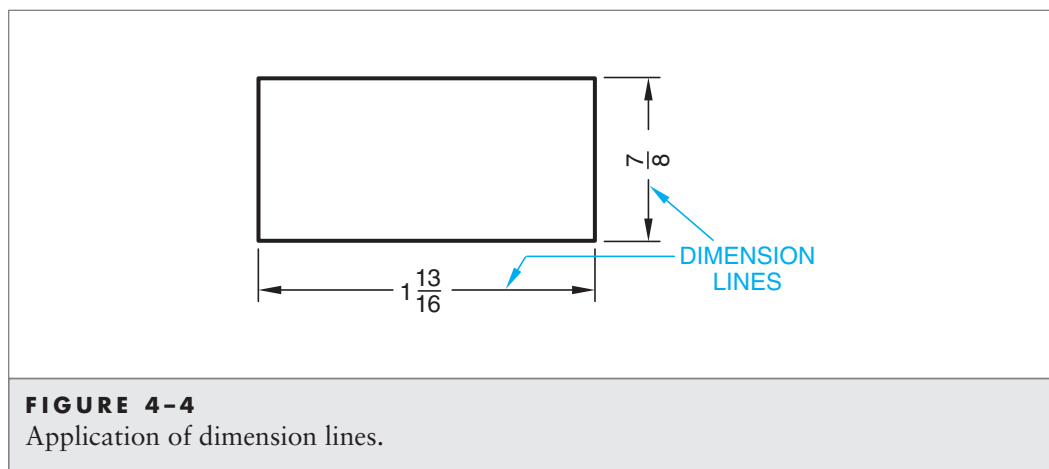 7/8
DIMENSION
LINES
1 13/16
FIGURE 4–4
Application of dimension lines.